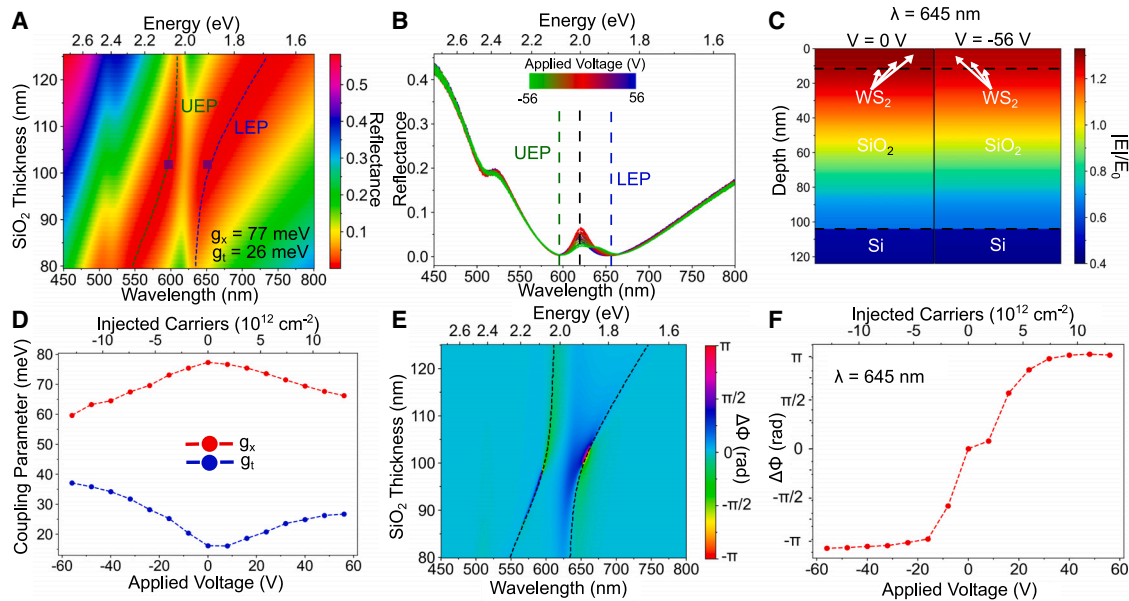 A
Energy (eV)
2.6 2.4 2.2 2.0 1.8 1.6
SiO2 Thickness (nm)
120
110
100
90
80
UEP
LEP
gx = 77 meV
gt = 26 meV
450 500 550 600 650 700 750 800
Wavelength (nm)
0.6
0.5
0.4
0.3
0.2
0.1
Reflectance
B
Energy (eV)
2.6 2.4 2.2 2.0 1.8 1.6
Applied Voltage (V)
-56 56
Reflectance
0.4
0.3
0.2
0.1
0.0
UEP
LEP
450 500 550 600 650 700 750 800
Wavelength (nm)
C
λ = 645 nm
V = 0 V V = -56 V
Depth (nm)
0
20
40
60
80
100
120
WS2 WS2
SiO2 SiO2
Si Si
1.2
1.0
0.8
0.6
0.4
|E|/E0
D
Injected Carriers (10^12 cm^-2)
-10 -5 0 5 10
Coupling Parameter (meV)
80
70
60
50
40
30
20
gx
gt
-60 -40 -20 0 20 40 60
Applied Voltage (V)
E
Energy (eV)
2.6 2.4 2.2 2.0 1.8 1.6
SiO2 Thickness (nm)
120
110
100
90
80
450 500 550 600 650 700 750 800
Wavelength (nm)
π
π/2
0
-π/2
-π
ΔΦ (rad)
F
Injected Carriers (10^12 cm^-2)
-10 -5 0 5 10
λ = 645 nm
ΔΦ (rad)
π
π/2
0
-π/2
-π
-60 -40 -20 0 20 40 60
Applied Voltage (V)